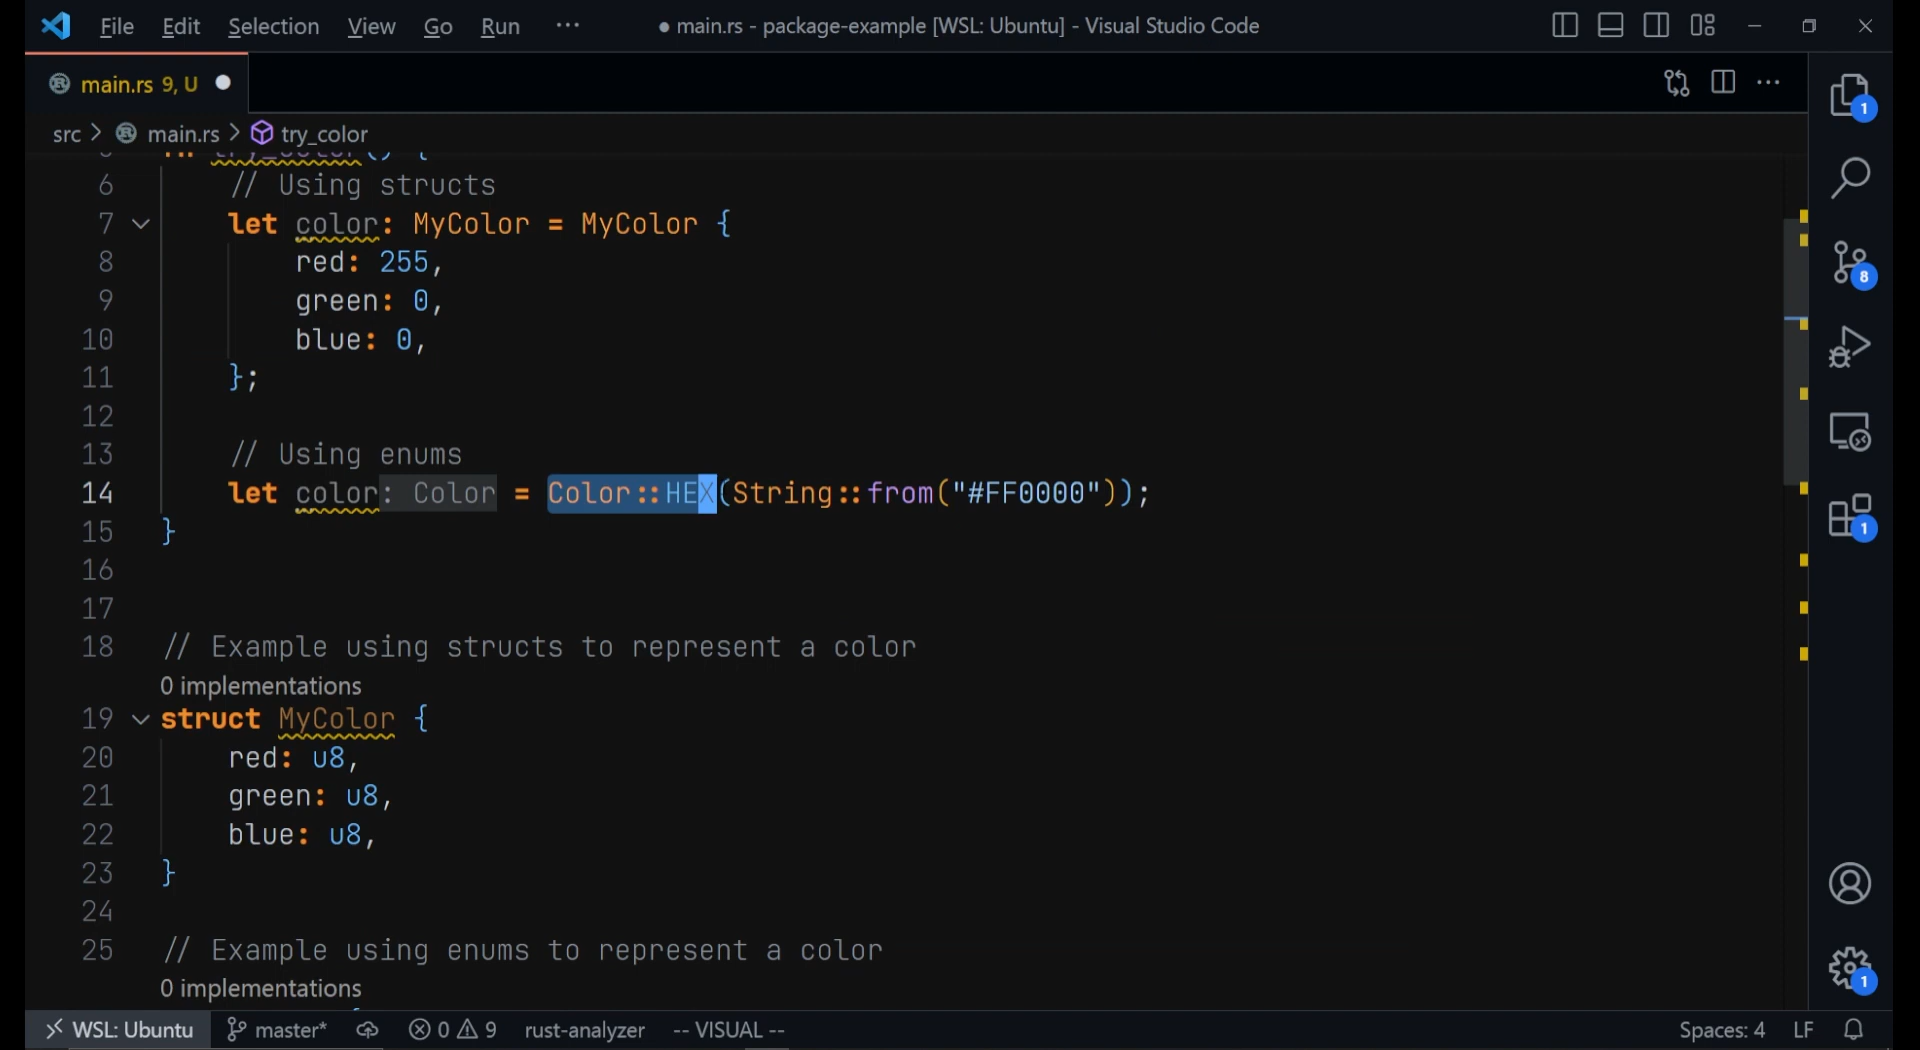 File Edit Selection View Go Run ··· ● main.rs - package-example [WSL: Ubuntu] - Visual Studio Code
main.rs 9, U
src > main.rs > try_color
6 // Using structs
7 let color: MyColor = MyColor {
8 red: 255,
9 green: 0,
10 blue: 0,
11 };
12
13 // Using enums
14 let color: Color = Color::HEX(String::from("#FF0000"));
15 }
16
17
18 // Example using structs to represent a color
0 implementations
19 struct MyColor {
20 red: u8,
21 green: u8,
22 blue: u8,
23 }
24
25 // Example using enums to represent a color
0 implementations
1
8
1
1
WSL: Ubuntu master* 0 9 rust-analyzer -- VISUAL -- Spaces: 4 LF